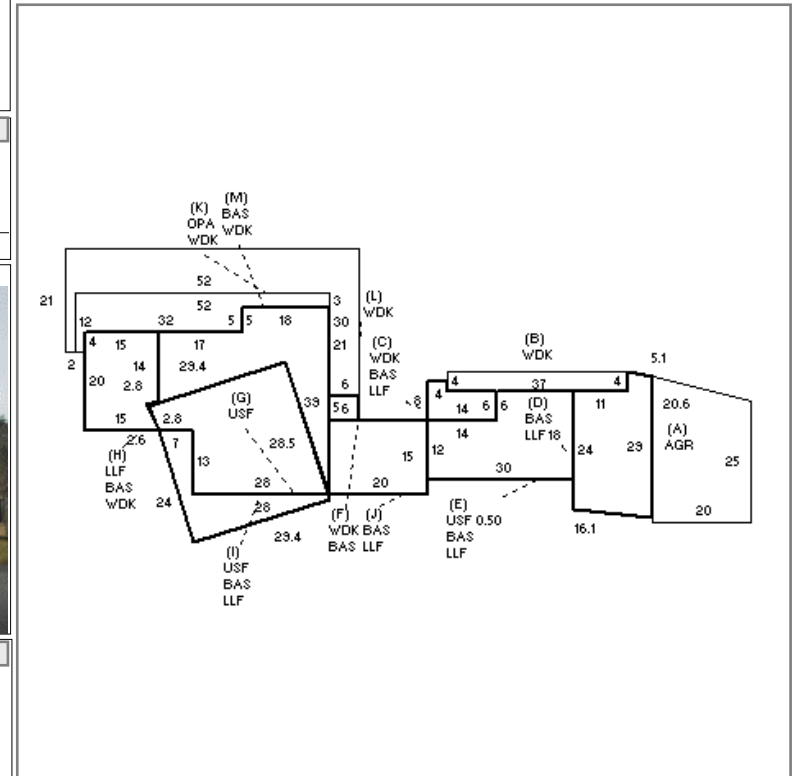 (M)
BAS
WDK
(K)
OPA
WDK
52
52
21
3
(L)
WDK
30
21
12
32
5
5
18
4
15
17
(C)
WDK
BAS
LLF
(B)
WDK
5.1
2
14
29.4
20
2.8
6
5
6
39
8
4
4
37
4
14
6
6
(D)
BAS
LLF 18
11
20.6
(A)
AGR
15
2.8
(G)
USF
14
2.6
7
28.5
15
12
24
29
25
(H)
LLF
BAS
WDK
13
28
20
30
24
28
29.4
(F)
WDK
BAS
(J)
BAS
LLF
(E)
USF 0.50
BAS
LLF
16.1
20
(I)
USF
BAS
LLF